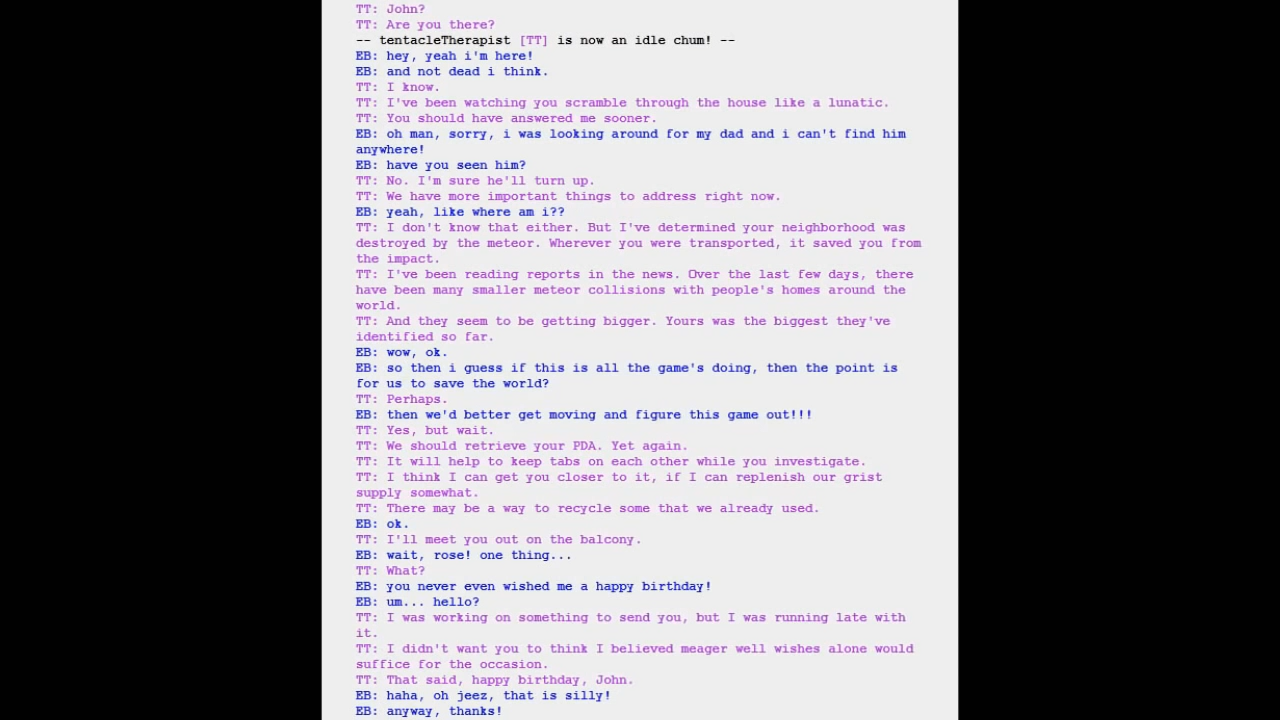 TT: John?
TT: Are you there?
-- tentacleTherapist [TT] is now an idle chum! --
EB: hey, yeah i'm here!
EB: and not dead i think.
TT: I know.
TT: I've been watching you scramble through the house like a lunatic.
TT: You should have answered me sooner.
EB: oh man, sorry, i was looking around for my dad and i can't find him
anywhere!
EB: have you seen him?
TT: No. I'm sure he'll turn up.
TT: We have more important things to address right now.
EB: yeah, like where am i??
TT: I don't know that either. But I've determined your neighborhood was
destroyed by the meteor. Wherever you were transported, it saved you from
the impact.
TT: I've been reading reports in the news. Over the last few days, there
have been many smaller meteor collisions with people's homes around the
world.
TT: And they seem to be getting bigger. Yours was the biggest they've
identified so far.
EB: wow, ok.
EB: so then i guess if this is all the game's doing, then the point is
for us to save the world?
TT: Perhaps.
EB: then we'd better get moving and figure this game out!!!
TT: Yes, but wait.
TT: We should retrieve your PDA. Yet again.
TT: It will help to keep tabs on each other while you investigate.
TT: I think I can get you closer to it, if I can replenish our grist
supply somewhat.
TT: There may be a way to recycle some that we already used.
EB: ok.
TT: I'll meet you out on the balcony.
EB: wait, rose! one thing...
TT: What?
EB: you never even wished me a happy birthday!
EB: um... hello?
TT: I was working on something to send you, but I was running late with
it.
TT: I didn't want you to think I believed meager well wishes alone would
suffice for the occasion.
TT: That said, happy birthday, John.
EB: haha, oh jeez, that is silly!
EB: anyway, thanks!